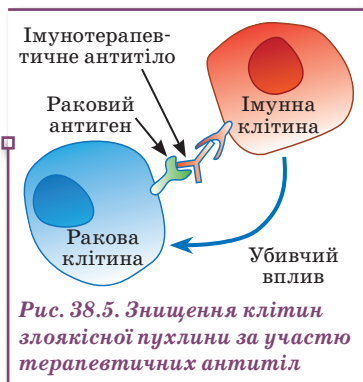 Імунотерапев-
тичне антитіло
Раковий
антиген
Імунна
клітина
Ракова
клітина
Убивчий
вплив
Рис. 38.5. Знищення клітин
злоякісної пухлини за участю
терапевтичних антитіл